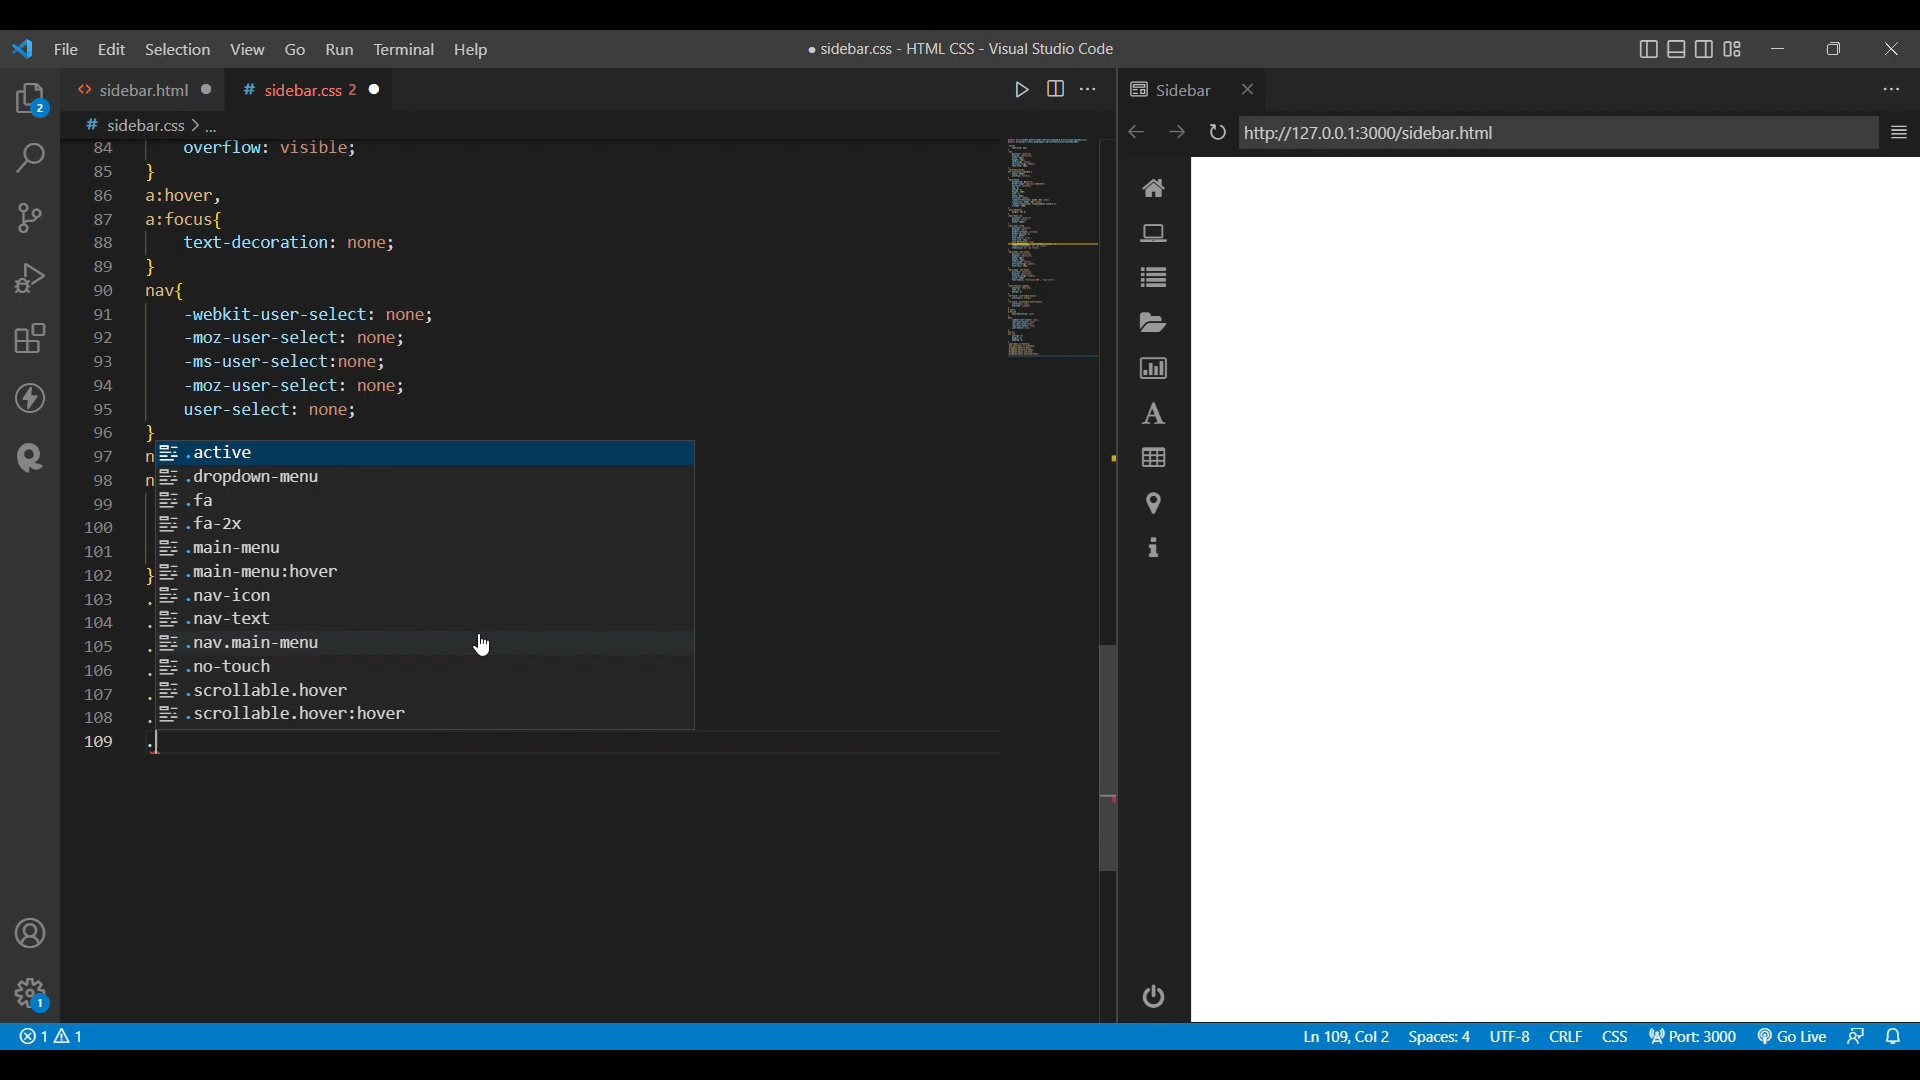 File Edit Selection View Go Run Terminal Help
● sidebar.css - HTML CSS - Visual Studio Code
<> sidebar.html ●
# sidebar.css 2 ●
Sidebar
# sidebar.css > ...
http://127.0.0.1:3000/sidebar.html
84 overflow: visible;
85 }
86 a:hover,
87 a:focus{
88 text-decoration: none;
89 }
90 nav{
91 -webkit-user-select: none;
92 -moz-user-select: none;
93 -ms-user-select:none;
94 -moz-user-select: none;
95 user-select: none;
96 }
97 n
98 n
99
100
101
102 }
103 .
104 .
105 .
106 .
107 .
108 .
109 .
.active
.dropdown-menu
.fa
.fa-2x
.main-menu
.main-menu:hover
.nav-icon
.nav-text
.nav.main-menu
.no-touch
.scrollable.hover
.scrollable.hover:hover
2
1
1 1
Ln 109, Col 2 Spaces: 4 UTF-8 CRLF CSS Port: 3000 Go Live